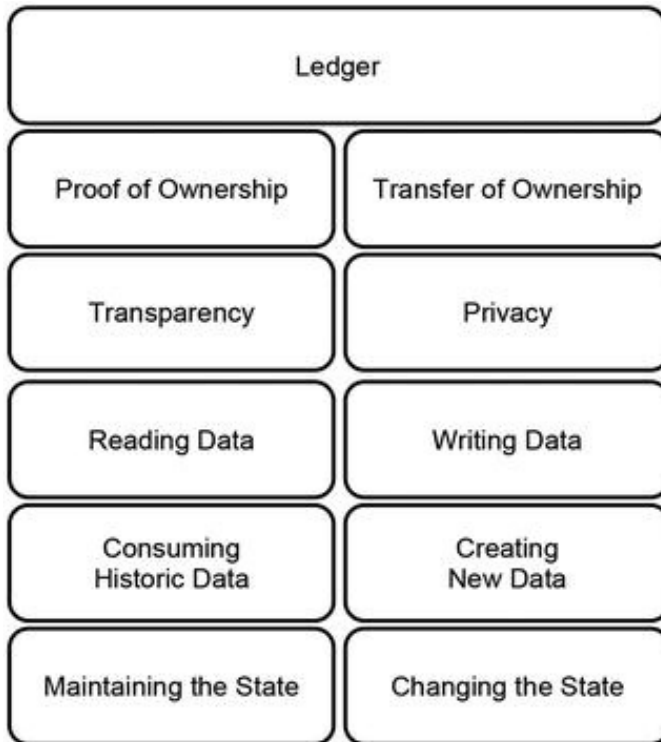 Ledger
Proof of Ownership
Transfer of Ownership
Transparency
Privacy
Reading Data
Writing Data
Consuming
Historic Data
Creating
New Data
Maintaining the State
Changing the State